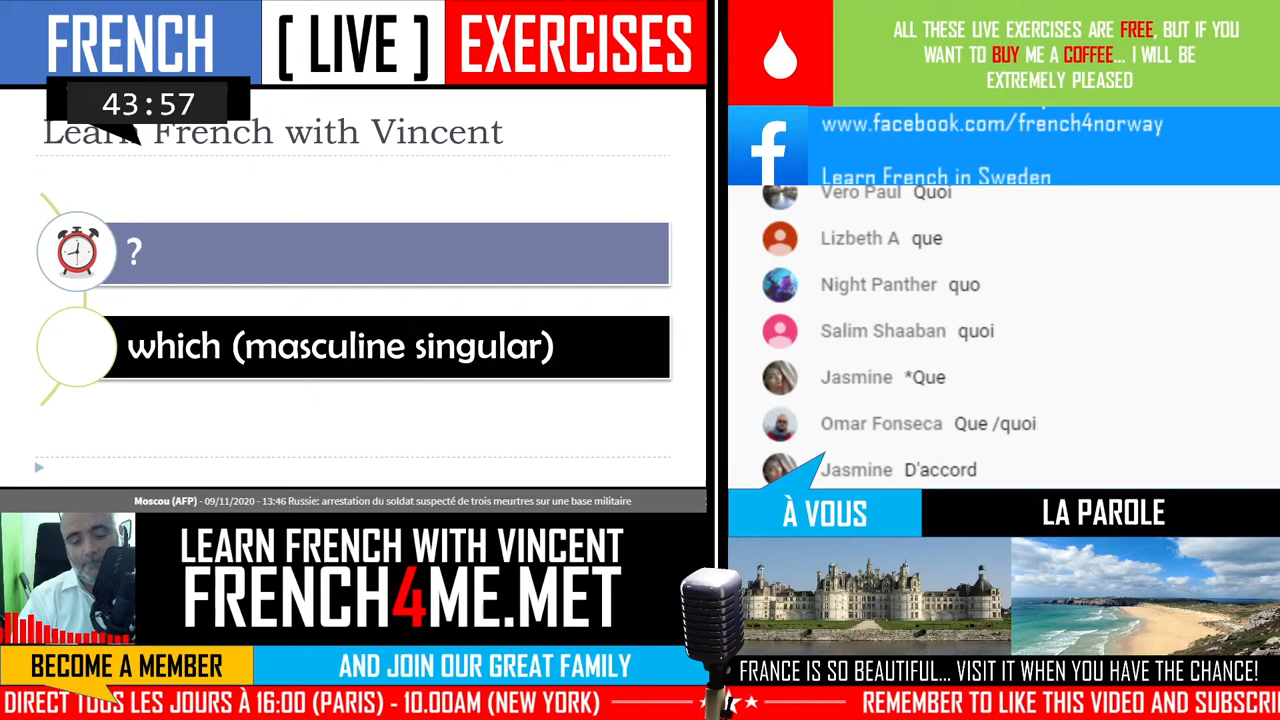 FRENCH [ LIVE ] EXERCISES
43:57
Learn French with Vincent
?
which (masculine singular)
Moscou (AFP) - 09/11/2020 - 13:46 Russie: arrestation du soldat suspecté de trois meurtres sur une base militaire
LEARN FRENCH WITH VINCENT
FRENCH4ME.MET
BECOME A MEMBER
AND JOIN OUR GREAT FAMILY
ALL THESE LIVE EXERCISES ARE FREE, BUT IF YOU
WANT TO BUY ME A COFFEE... I WILL BE
EXTREMELY PLEASED
www.facebook.com/french4norway
Learn French in Sweden
Vero Paul Quoi
Lizbeth A que
Night Panther quo
Salim Shaaban quoi
Jasmine *Que
Omar Fonseca Que /quoi
Jasmine D'accord
À VOUS LA PAROLE
FRANCE IS SO BEAUTIFUL... VISIT IT WHEN YOU HAVE THE CHANCE!
DIRECT TOUS LES JOURS À 16:00 (PARIS) - 10.00AM (NEW YORK) REMEMBER TO LIKE THIS VIDEO AND SUBSCRI